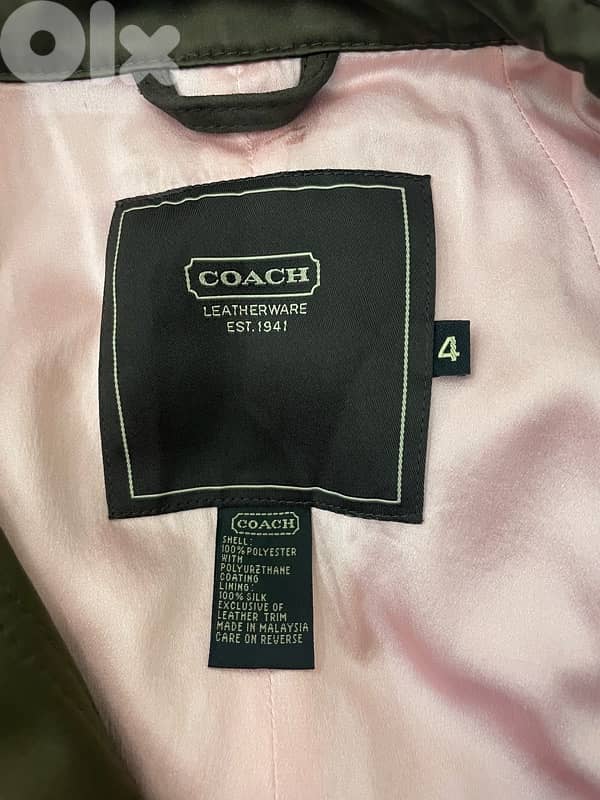 Olx
COACH
LEATHERWARE
EST. 1941
4
COACH
SHELL:
100% POLYESTER
WITH
POLYURETHANE
COATING
LINING:
100% SILK
EXCLUSIVE OF
LEATHER TRIM
MADE IN MALAYSIA
CARE ON REVERSE